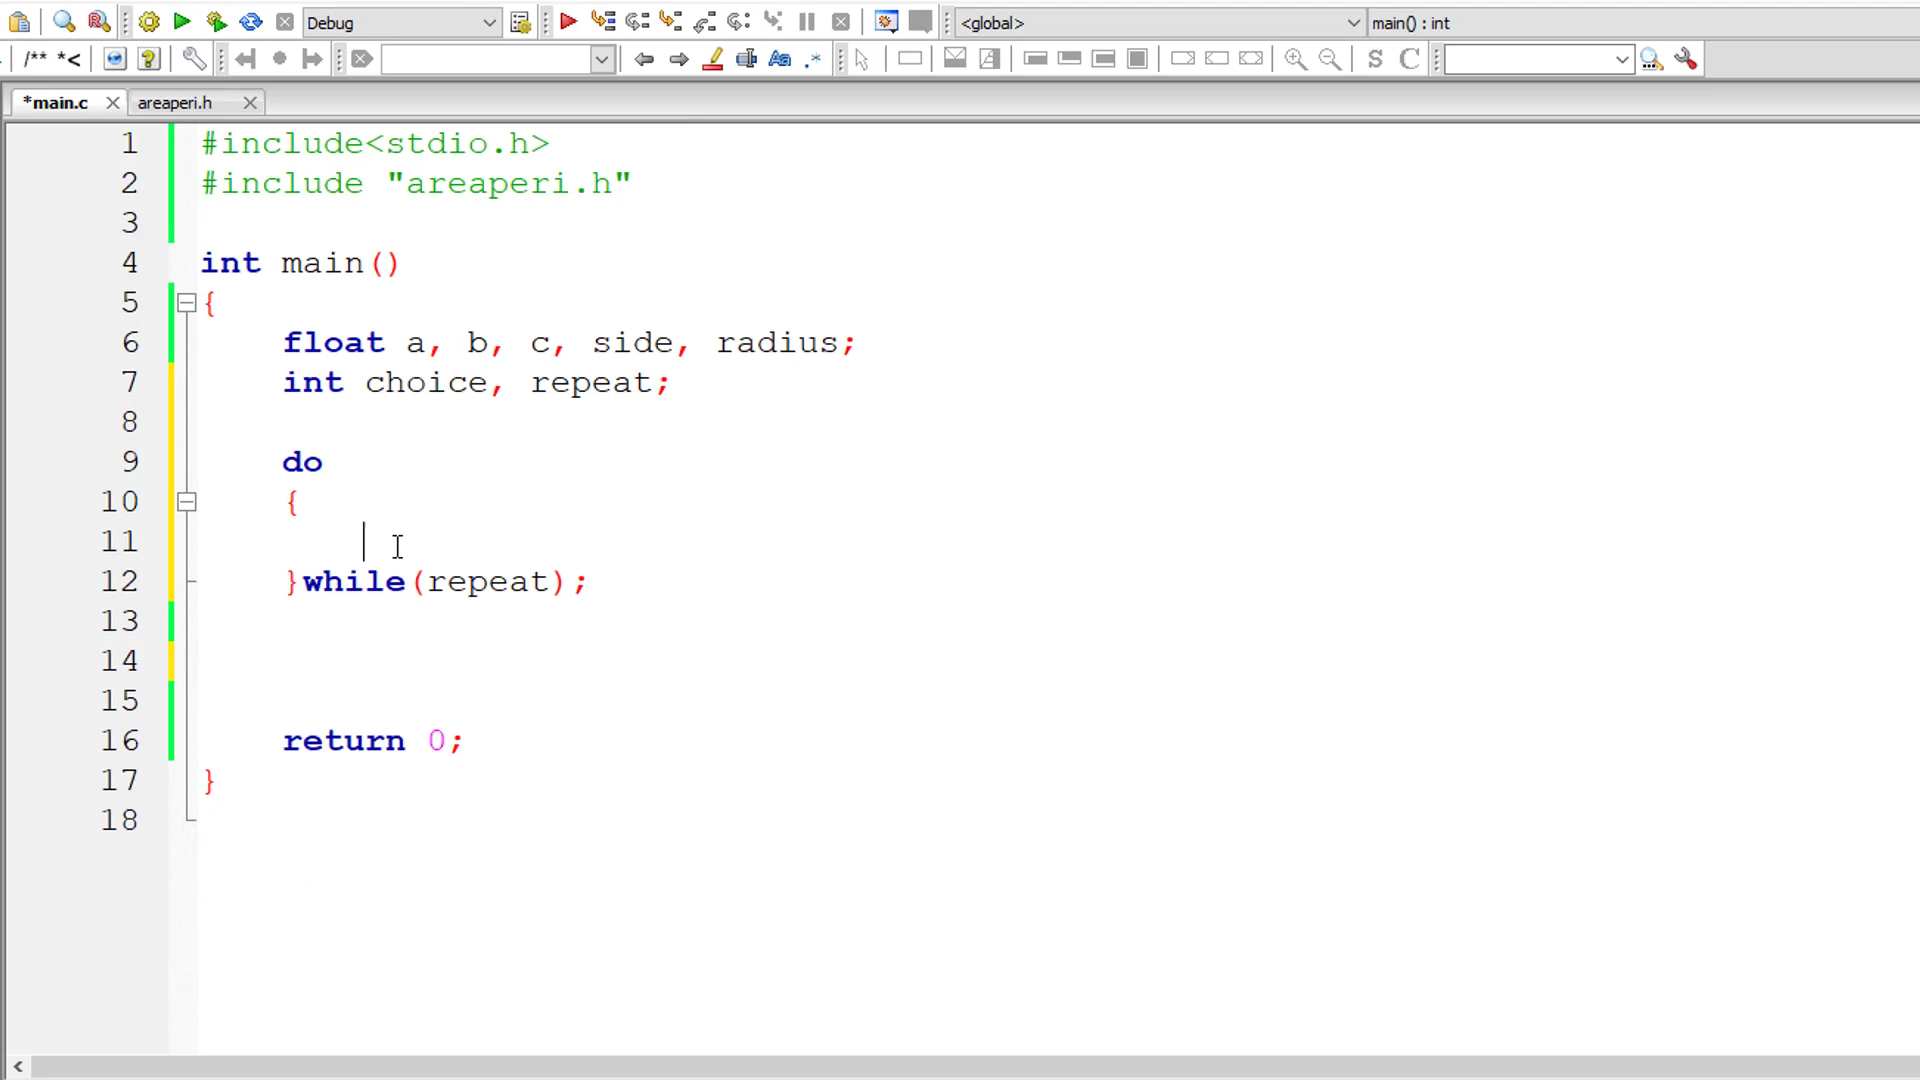 Debug <global> main() : int
/** *< Aa .* S C
*main.c areaperi.h
1 #include<stdio.h>
2 #include "areaperi.h"
3
4 int main()
5 {
6 float a, b, c, side, radius;
7 int choice, repeat;
8
9 do
10 {
11
12 }while(repeat);
13
14
15
16 return 0;
17 }
18